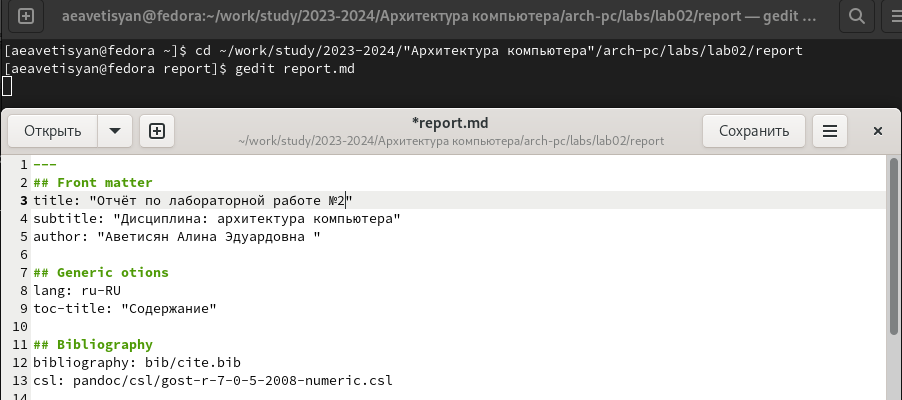 aeavetisyan@fedora:~/work/study/2023-2024/Архитектура компьютера/arch-pc/labs/lab02/report — gedit ...
[aeavetisyan@fedora ~]$ cd ~/work/study/2023-2024/"Архитектура компьютера"/arch-pc/labs/lab02/report
[aeavetisyan@fedora report]$ gedit report.md
Открыть
*report.md
~/work/study/2023-2024/Архитектура компьютера/arch-pc/labs/lab02/report
Сохранить
1 ---
2 ## Front matter
3 title: "Отчёт по лабораторной работе №2"
4 subtitle: "Дисциплина: архитектура компьютера"
5 author: "Аветисян Алина Эдуардовна "
6
7 ## Generic otions
8 lang: ru-RU
9 toc-title: "Содержание"
10
11 ## Bibliography
12 bibliography: bib/cite.bib
13 csl: pandoc/csl/gost-r-7-0-5-2008-numeric.csl
14